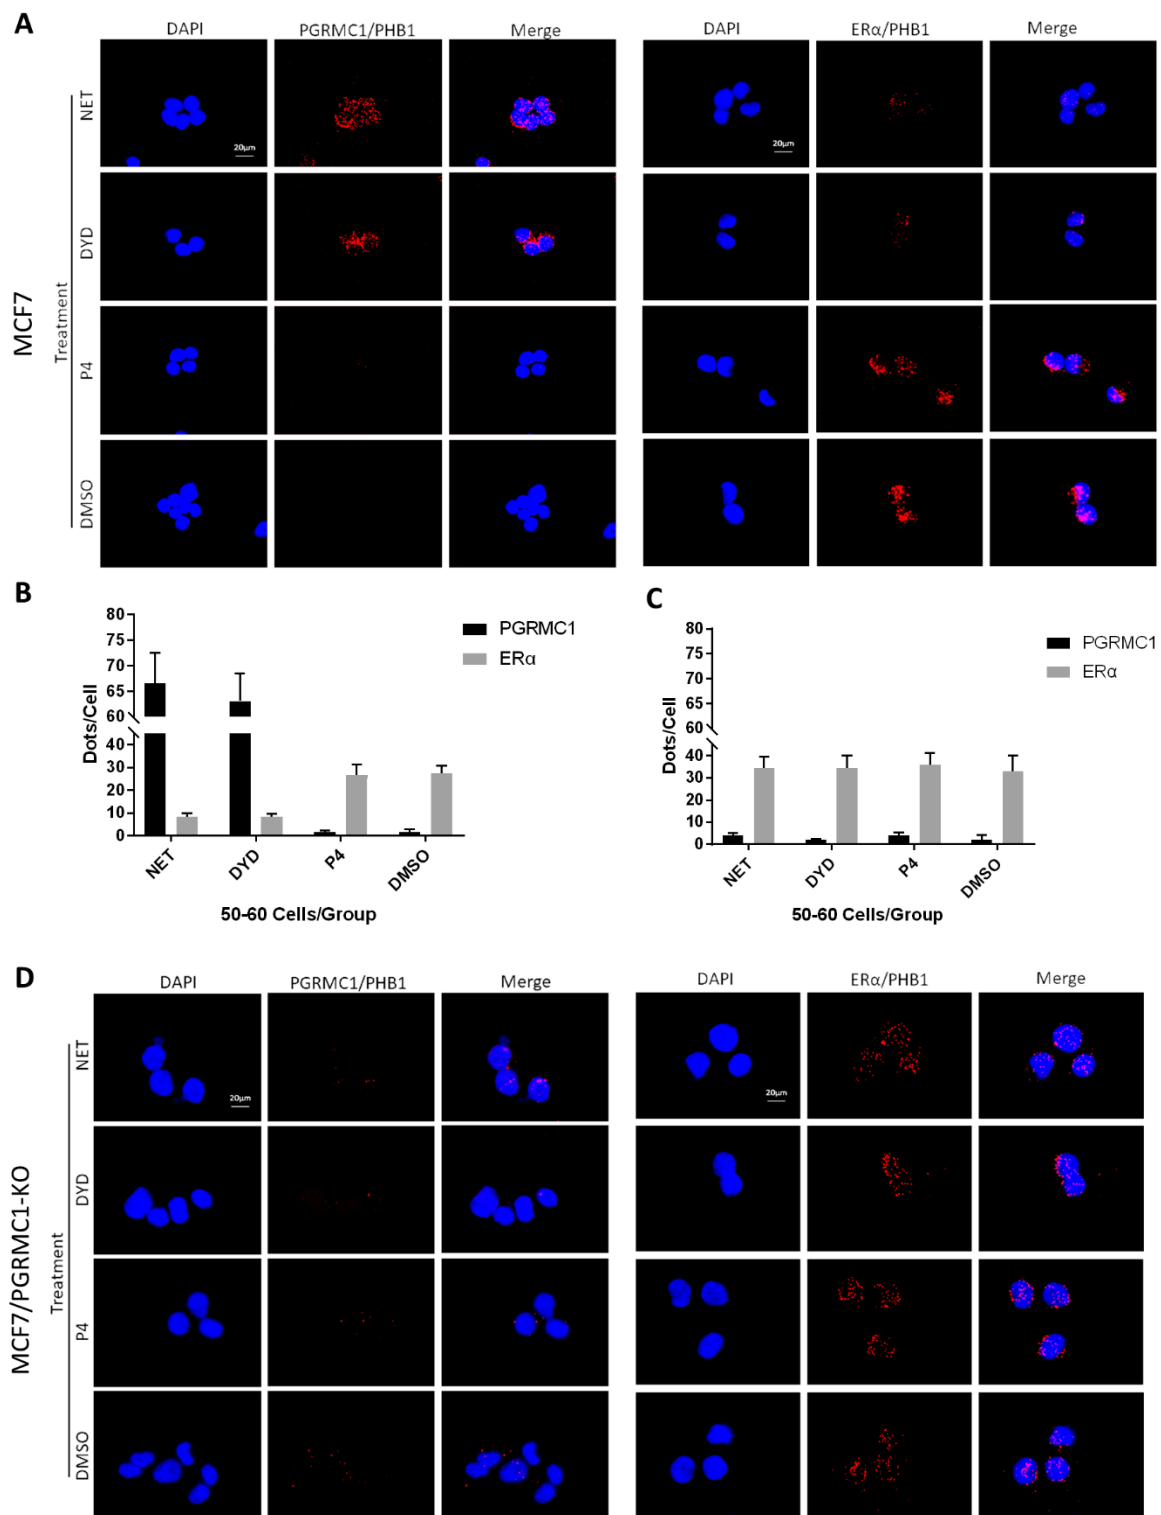 A
DAPI PGRMC1/PHB1 Merge DAPI ERα/PHB1 Merge
MCF7
Treatment
NET
20µm
20µm
DYD
P4
DMSO
B
80
75
70
65
60
40
30
20
10
0
Dots/Cell
PGRMC1
ERα
NET DYD P4 DMSO
50-60 Cells/Group
C
80
75
70
65
60
40
30
20
10
0
Dots/Cell
PGRMC1
ERα
NET DYD P4 DMSO
50-60 Cells/Group
D
DAPI PGRMC1/PHB1 Merge DAPI ERα/PHB1 Merge
MCF7/PGRMC1-KO
Treatment
NET
20µm
20µm
DYD
P4
DMSO